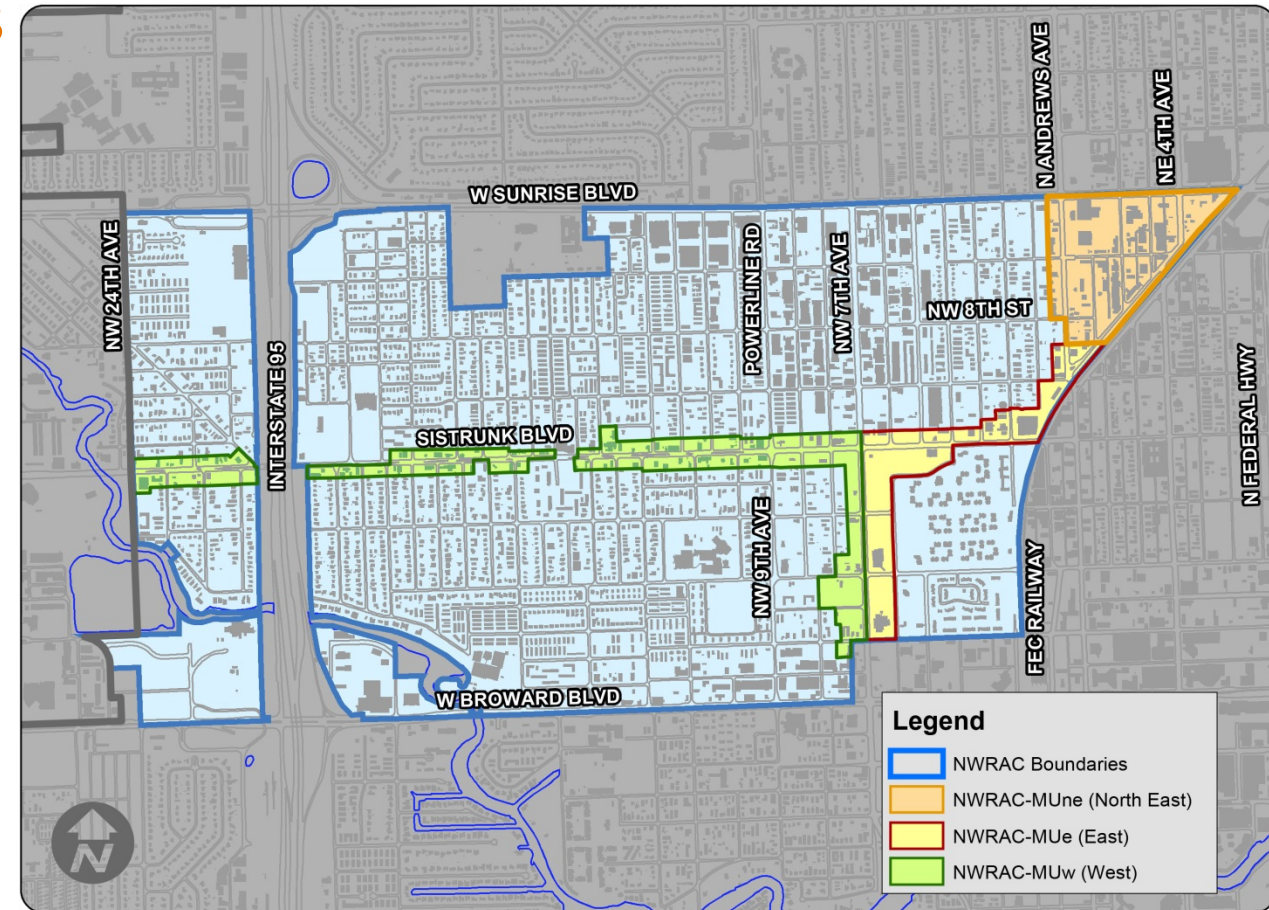 N ANDREWS AVE
NE 4TH AVE
W SUNRISE BLVD
NW 24TH AVE
POWERLINE RD
NW 7TH AVE
NW 8TH ST
INTERSTATE 95
N FEDERAL HWY
SISTRUNK BLVD
NW 9TH AVE
FEC RAILWAY
W BROWARD BLVD
Legend
NWRAC Boundaries
NWRAC-MUne (North East)
NWRAC-MUe (East)
NWRAC-MUw (West)
N